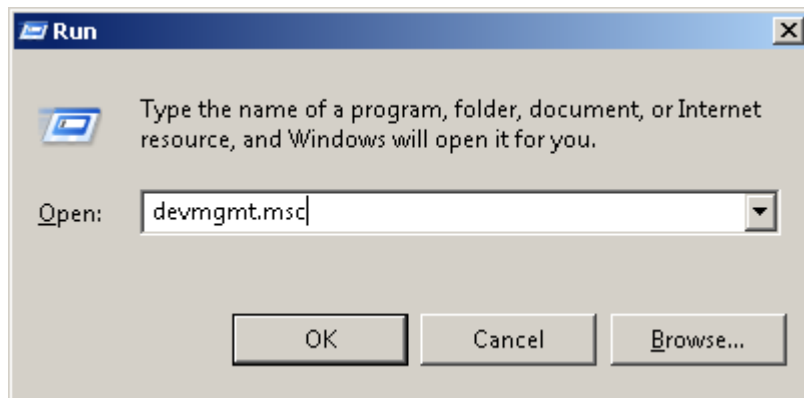 Run
Type the name of a program, folder, document, or Internet
resource, and Windows will open it for you.
Open: devmgmt.msc
OK Cancel Browse...